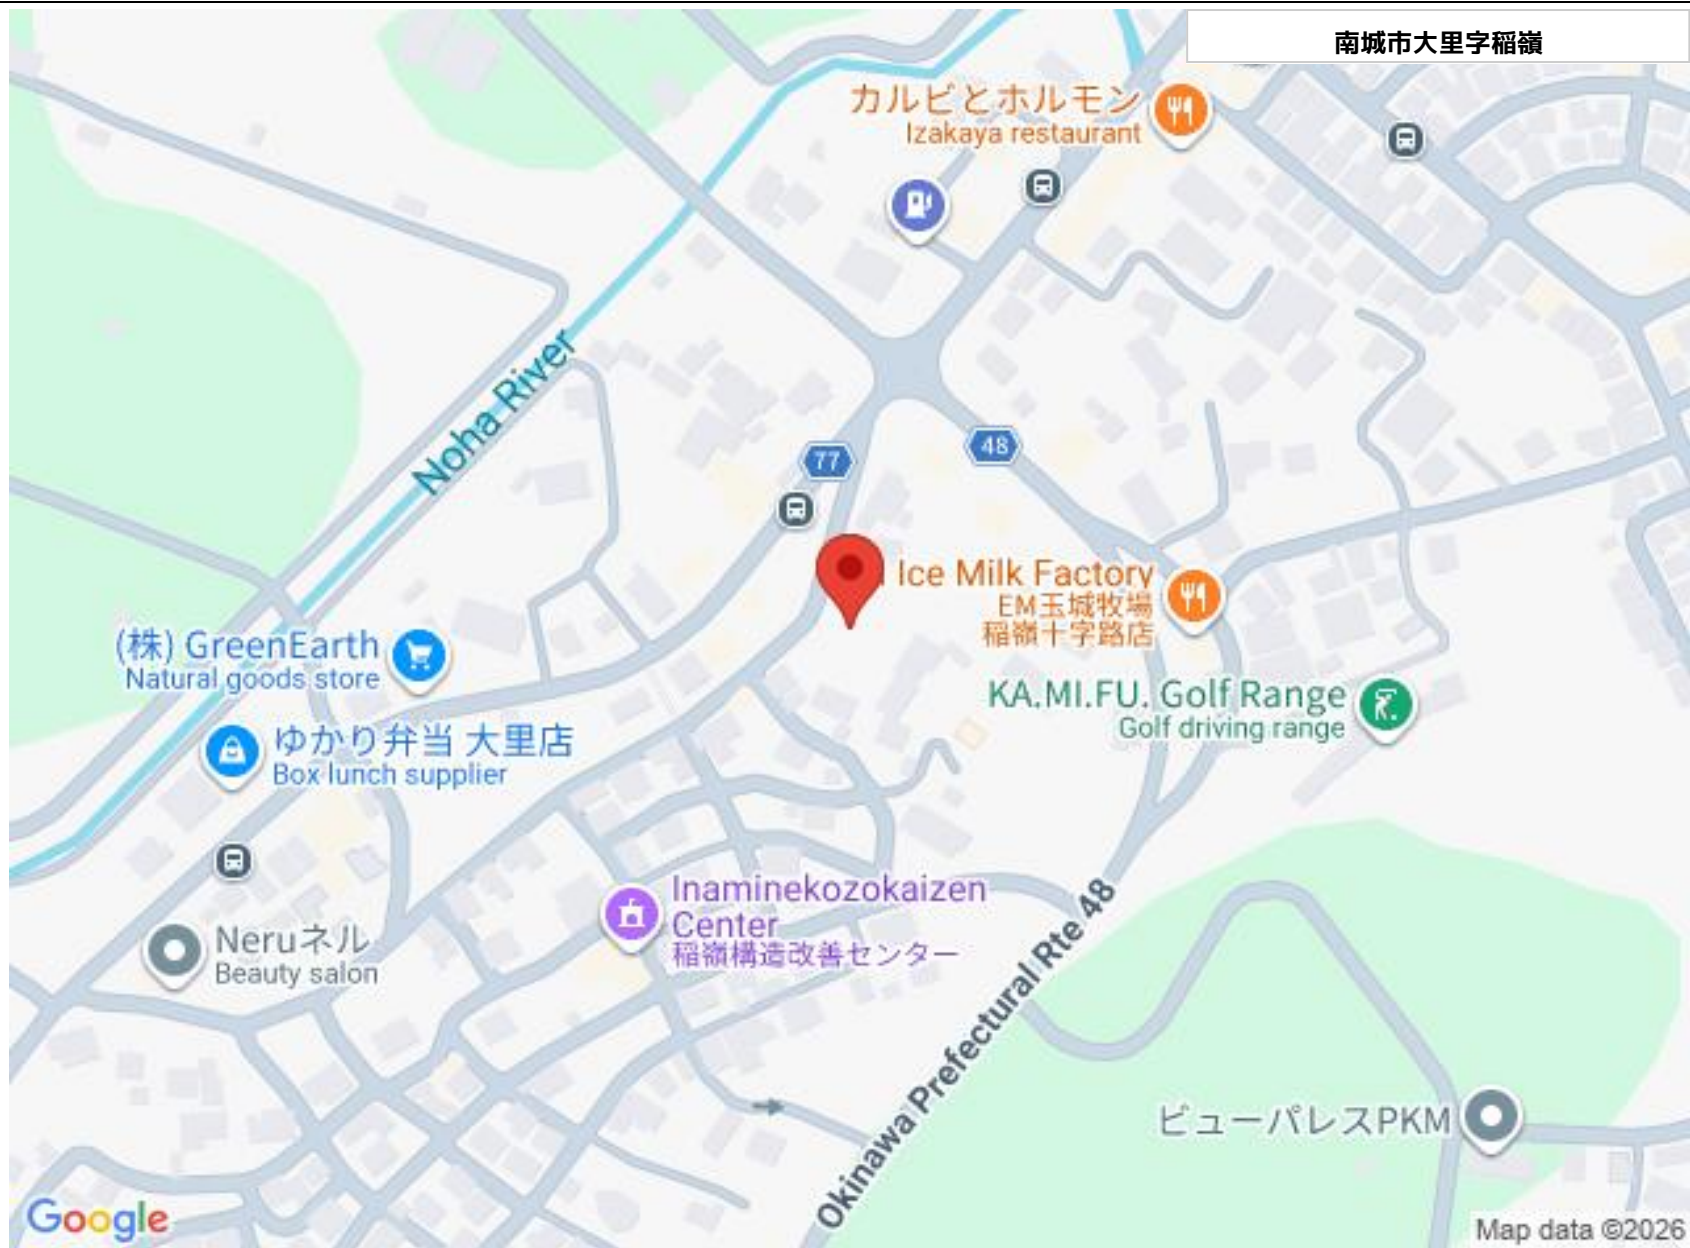 南城市大里字稲嶺
カルビとホルモン
Izakaya restaurant
Noha River
77
48
Ice Milk Factory
EM玉城牧場
稲嶺十字路店
(株) GreenEarth
Natural goods store
KA.MI.FU. Golf Range
Golf driving range
ゆかり弁当 大里店
Box lunch supplier
Inaminekozokaizen
Center
稲嶺構造改善センター
Neruネル
Beauty salon
Okinawa Prefectural Rte 48
ビューパレスPKM
Google
Map data ©2026